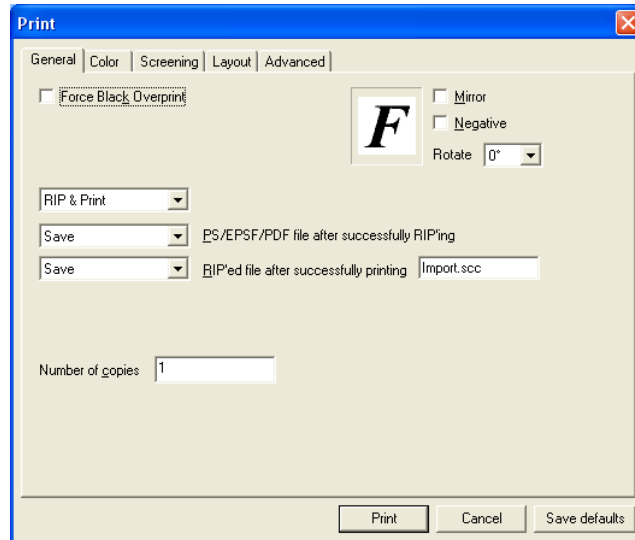 Print
General Color Screening Layout Advanced
Force Black Overprint
F
Mirror
Negative
Rotate 0°
RIP & Print
Save PS/EPSF/PDF file after successfully RIP'ing
Save RIP'ed file after successfully printing Import.scc
Number of copies 1
Print Cancel Save defaults